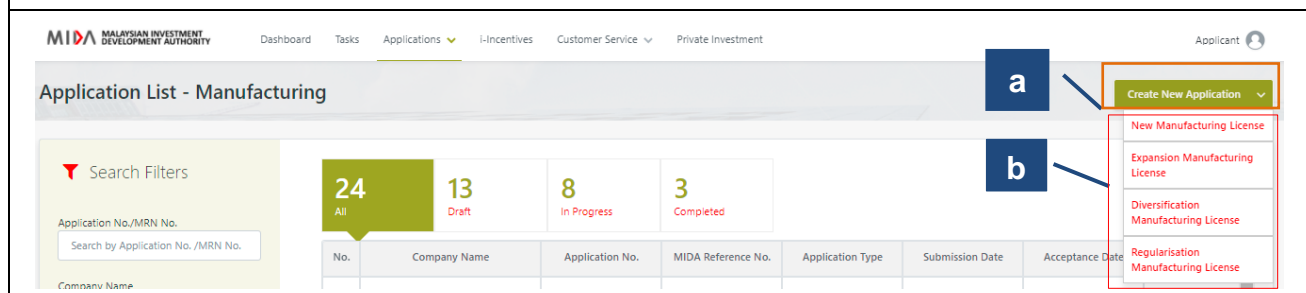 MIDA MALAYSIAN INVESTMENT DEVELOPMENT AUTHORITY
Dashboard Tasks Applications i-Incentives Customer Service Private Investment Applicant
Application List - Manufacturing
a
Create New Application
New Manufacturing License
Expansion Manufacturing
License
Diversification
Manufacturing License
Regularisation
Manufacturing License
b
Search Filters
Application No./MRN No.
Search by Application No. /MRN No.
Company Name
24
All
13
Draft
8
In Progress
3
Completed
No. Company Name Application No. MIDA Reference No. Application Type Submission Date Acceptance Date